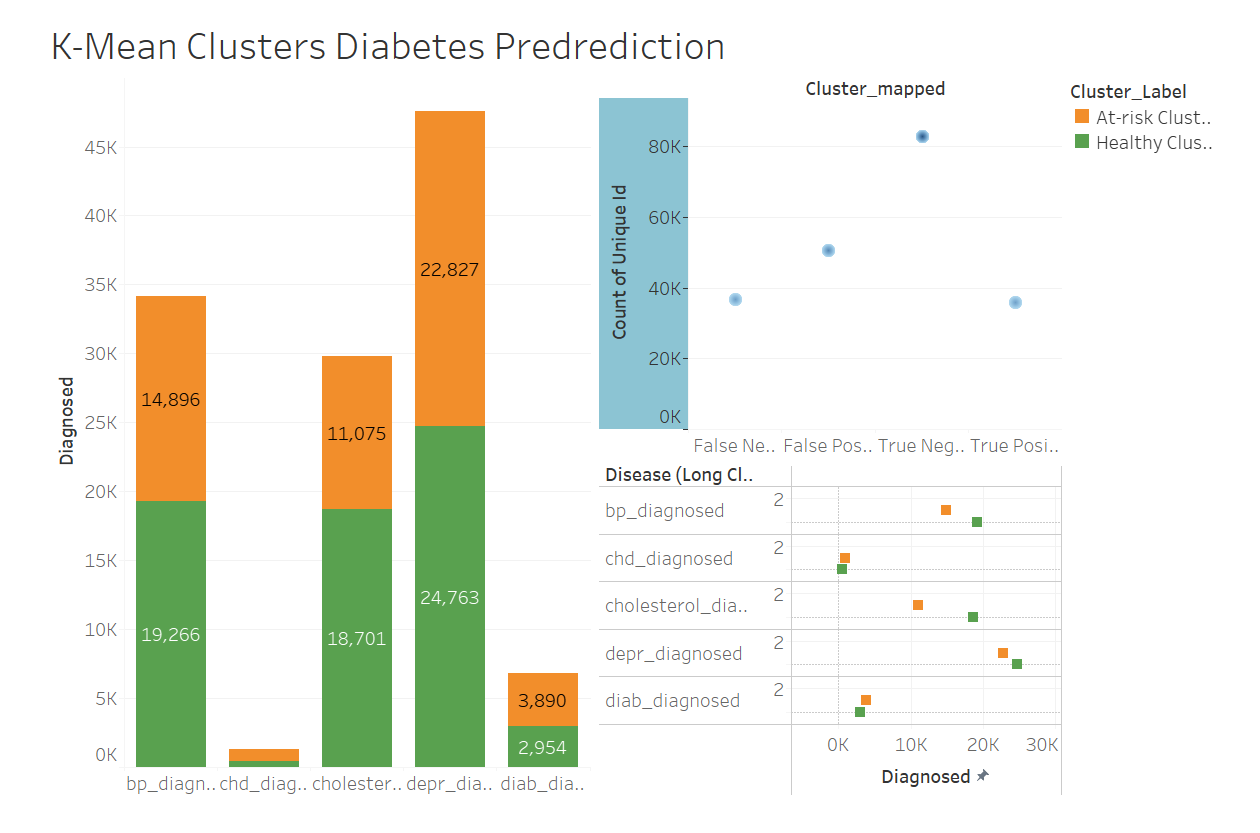 K-Mean Clusters Diabetes Predrediction
Diagnosed
45K
40K
35K
30K
25K
20K
15K
10K
5K
0K
22,827
14,896
11,075
24,763
19,266
18,701
3,890
2,954
bp_diagn..
chd_diag..
cholester..
depr_dia..
diab_dia..
Cluster_mapped
Count of Unique Id
80K
60K
40K
20K
0K
False Ne..
False Pos..
True Neg..
True Posi..
Cluster_Label
At-risk Clust..
Healthy Clus..
Disease (Long Cl..
bp_diagnosed
2
chd_diagnosed
2
cholesterol_dia..
2
depr_diagnosed
2
diab_diagnosed
2
0K
10K
20K
30K
Diagnosed